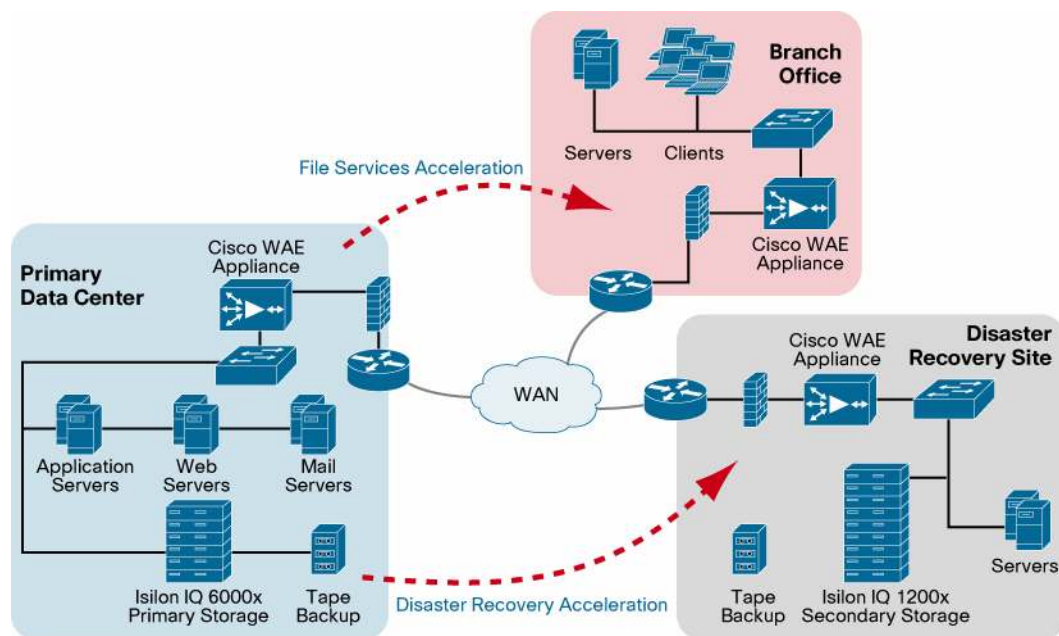 Branch
Office
Servers
Clients
File Services Acceleration
Cisco WAE
Appliance
Primary
Data Center
Cisco WAE
Appliance
WAN
Cisco WAE
Appliance
Disaster
Recovery Site
Application
Servers
Web
Servers
Mail
Servers
Isilon IQ 6000x
Primary Storage
Tape
Backup
Disaster Recovery Acceleration
Tape
Backup
Isilon IQ 1200x
Secondary Storage
Servers